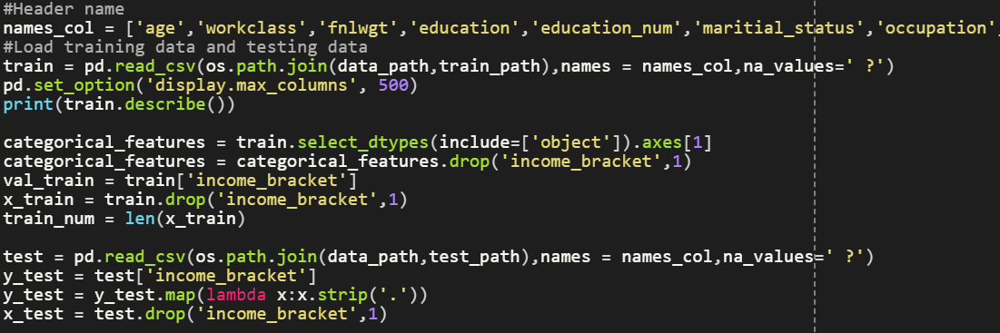 #Header name
names_col = ['age','workclass','fnlwgt','education','education_num','maritial_status','occupation',
#Load training data and testing data
train = pd.read_csv(os.path.join(data_path,train_path),names = names_col,na_values=' ?')
pd.set_option('display.max_columns', 500)
print(train.describe())
categorical_features = train.select_dtypes(include=['object']).axes[1]
categorical_features = categorical_features.drop('income_bracket',1)
val_train = train['income_bracket']
x_train = train.drop('income_bracket',1)
train_num = len(x_train)
test = pd.read_csv(os.path.join(data_path,test_path),names = names_col,na_values=' ?')
y_test = test['income_bracket']
y_test = y_test.map(lambda x:x.strip('.'))
x_test = test.drop('income_bracket',1)